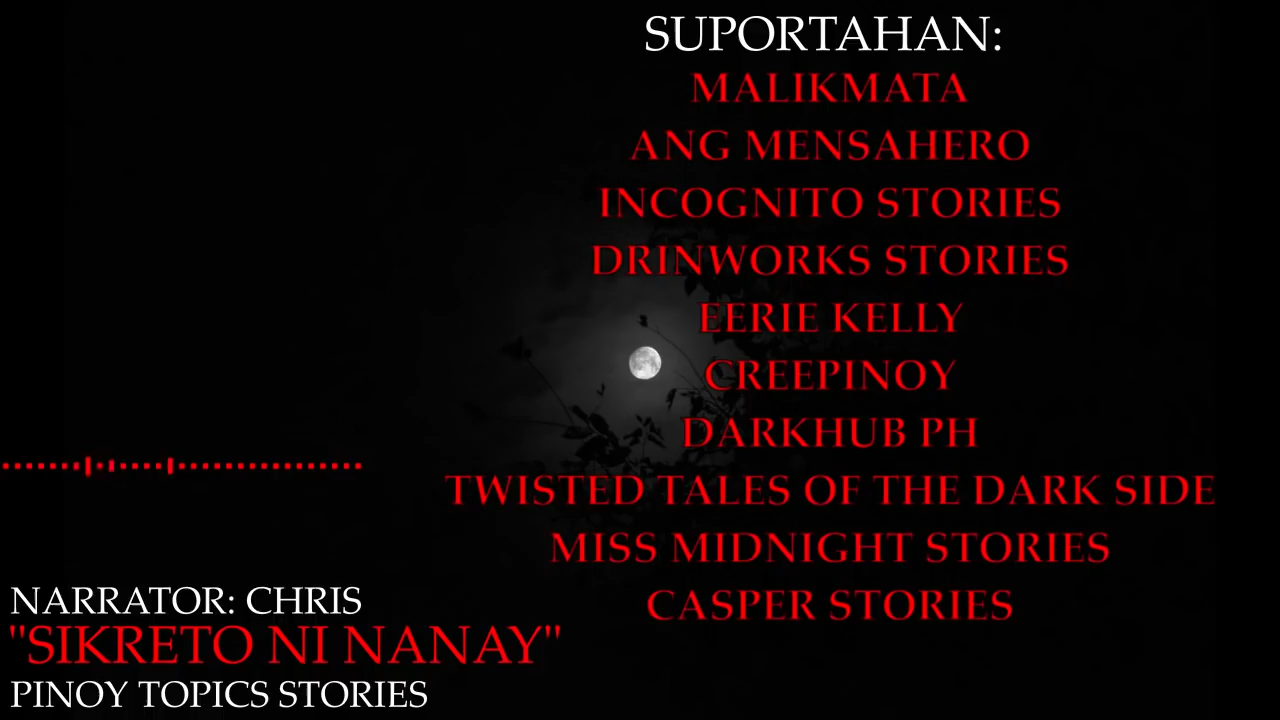 SUPORTAHAN:
MALIKMATA
ANG MENSAHERO
INCOGNITO STORIES
DRINWORKS STORIES
EERIE KELLY
CREEPINOY
DARKHUB PH
TWISTED TALES OF THE DARK SIDE
MISS MIDNIGHT STORIES
CASPER STORIES
NARRATOR: CHRIS
"SIKRETO NI NANAY"
PINOY TOPICS STORIES